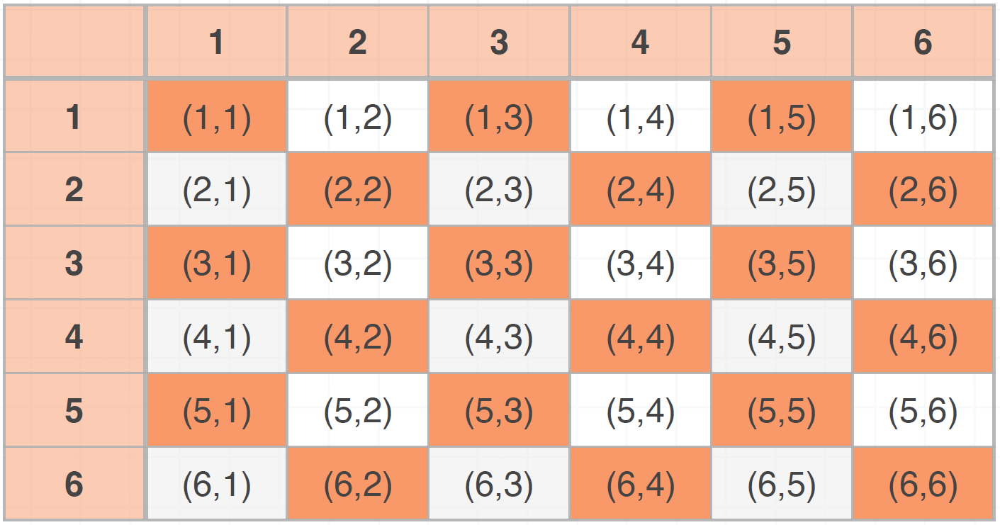 1 2 3 4 5 6
1 (1,1) (1,2) (1,3) (1,4) (1,5) (1,6)
2 (2,1) (2,2) (2,3) (2,4) (2,5) (2,6)
3 (3,1) (3,2) (3,3) (3,4) (3,5) (3,6)
4 (4,1) (4,2) (4,3) (4,4) (4,5) (4,6)
5 (5,1) (5,2) (5,3) (5,4) (5,5) (5,6)
6 (6,1) (6,2) (6,3) (6,4) (6,5) (6,6)